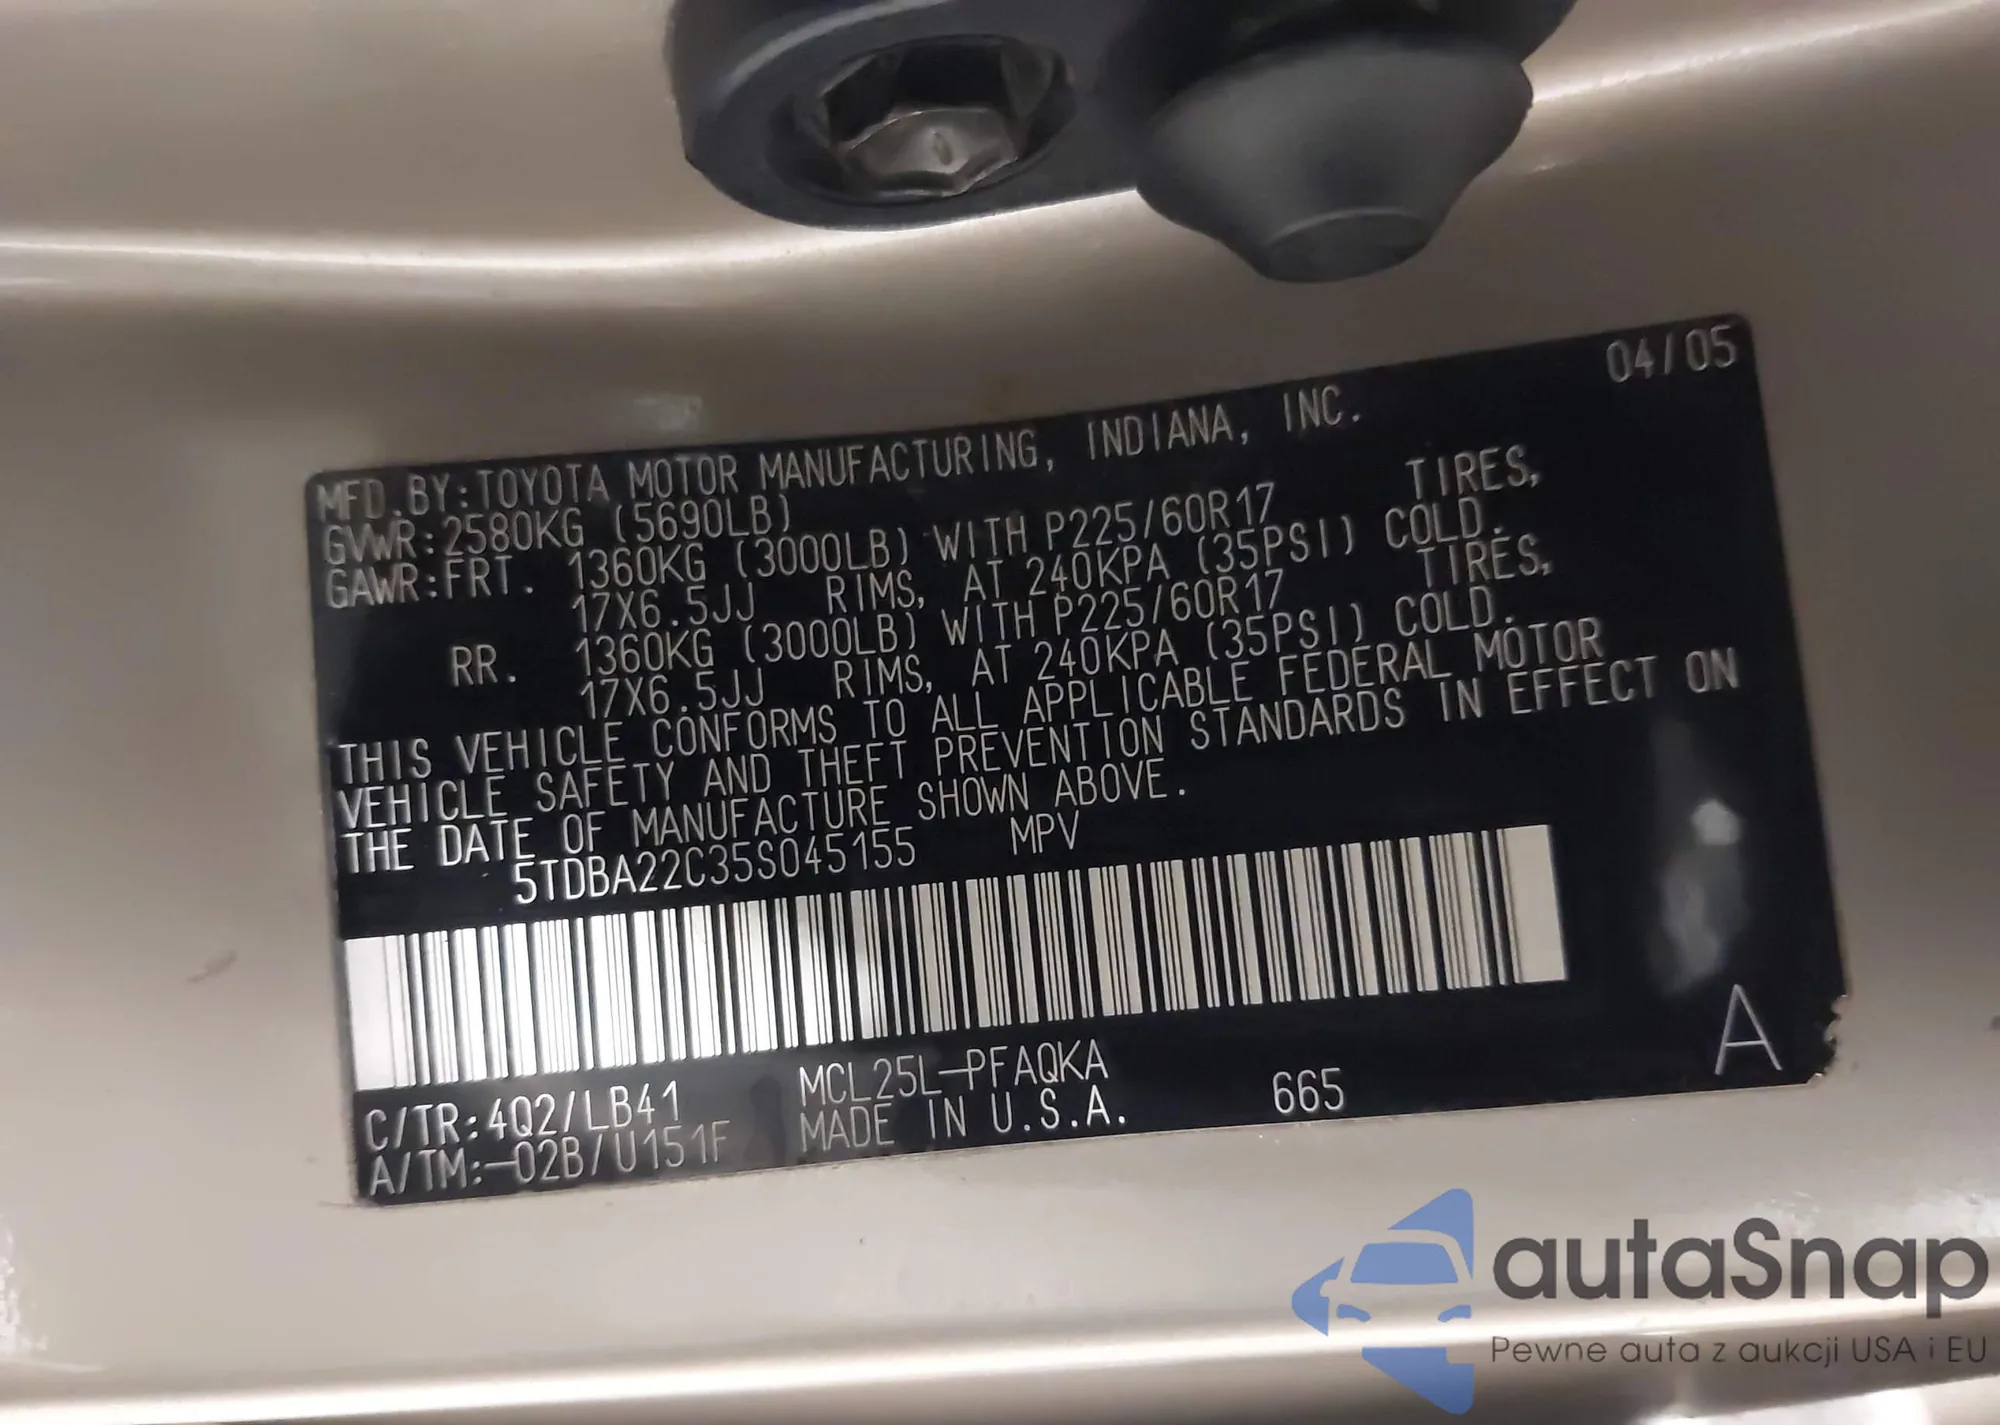 04/05
MFD.BY:TOYOTA MOTOR MANUFACTURING, INDIANA, INC.
GVWR:2580KG (5690LB)
GAWR:FRT. 1360KG (3000LB) WITH P225/60R17 TIRES,
17X6.5JJ RIMS, AT 240KPA (35PSI) COLD.
RR. 1360KG (3000LB) WITH P225/60R17 TIRES,
17X6.5JJ RIMS, AT 240KPA (35PSI) COLD.
THIS VEHICLE CONFORMS TO ALL APPLICABLE FEDERAL MOTOR
VEHICLE SAFETY AND THEFT PREVENTION STANDARDS IN EFFECT ON
THE DATE OF MANUFACTURE SHOWN ABOVE.
5TDBA22C35S045155 MPV
A
C/TR:4Q2/LB41 MCL25L-PFAQKA
A/TM:-02B/U151F MADE IN U.S.A. 665
autaSnap
Pewne auta z aukcji USA i EU